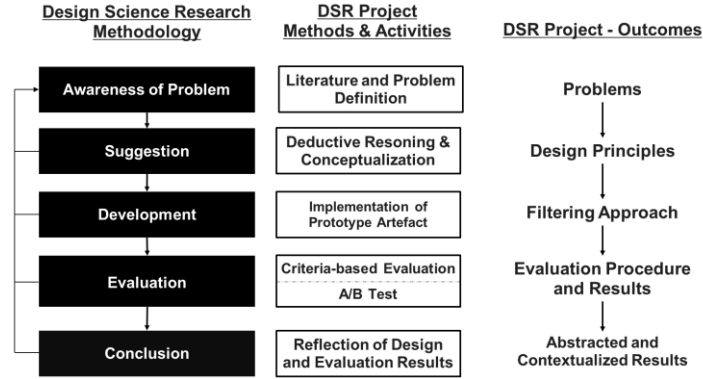 Design Science Research
Methodology
DSR Project
Methods & Activities
DSR Project - Outcomes
Awareness of Problem
Literature and Problem
Definition
Problems
Suggestion
Deductive Resoning &
Conceptualization
Design Principles
Development
Implementation of
Prototype Artefact
Filtering Approach
Evaluation
Criteria-based Evaluation
A/B Test
Evaluation Procedure
and Results
Conclusion
Reflection of Design
and Evaluation Results
Abstracted and
Contextualized Results